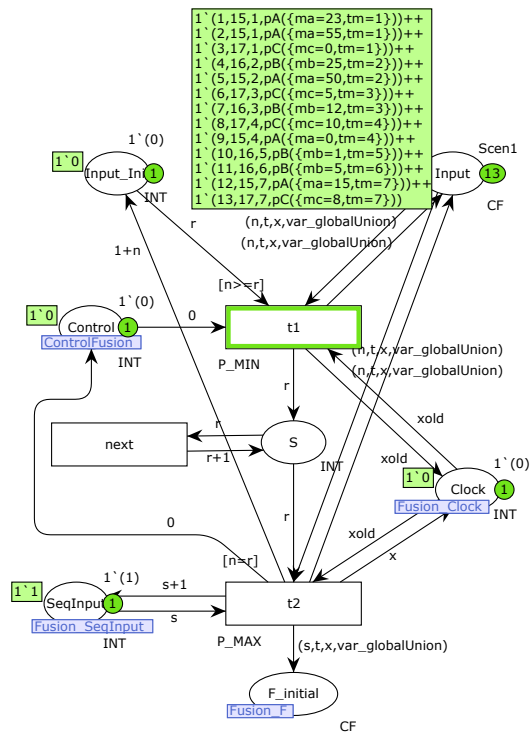 1`(1,15,1,pA({ma=23,tm=1}))++
1`(2,15,1,pA({ma=55,tm=1}))++
1`(3,17,1,pC({mc=0,tm=1}))++
1`(4,16,2,pB({mb=25,tm=2}))++
1`(5,15,2,pA({ma=50,tm=2}))++
1`(6,17,3,pC({mc=5,tm=3}))++
1`(7,16,3,pB({mb=12,tm=3}))++
1`(8,17,4,pC({mc=10,tm=4}))++
1`(9,15,4,pA({ma=0,tm=4}))++
1`(10,16,5,pB({mb=1,tm=5}))++
1`(11,16,6,pB({mb=5,tm=6}))++
1`(12,15,7,pA({ma=15,tm=7}))++
1`(13,17,7,pC({mc=8,tm=7}))
1`(0)
1`0
Input_Ini
1
INT
Scen1
Input
13
CF
r
(n,t,x,var_globalUnion)
(n,t,x,var_globalUnion)
1+n
[n>=r]
1`(0)
1`0
Control
1
ControlFusion
INT
0
t1
P_MIN
(n,t,x,var_globalUnion)
(n,t,x,var_globalUnion)
r
xold
next
r
r+1
S
INT
xold
1`(0)
1`0
Clock
1
Fusion_Clock
INT
r
xold
0
x
[n=r]
1`(1)
1`1
SeqInput
1
Fusion_SeqInput
INT
s+1
s
t2
P_MAX
(s,t,x,var_globalUnion)
F_initial
Fusion_F
CF